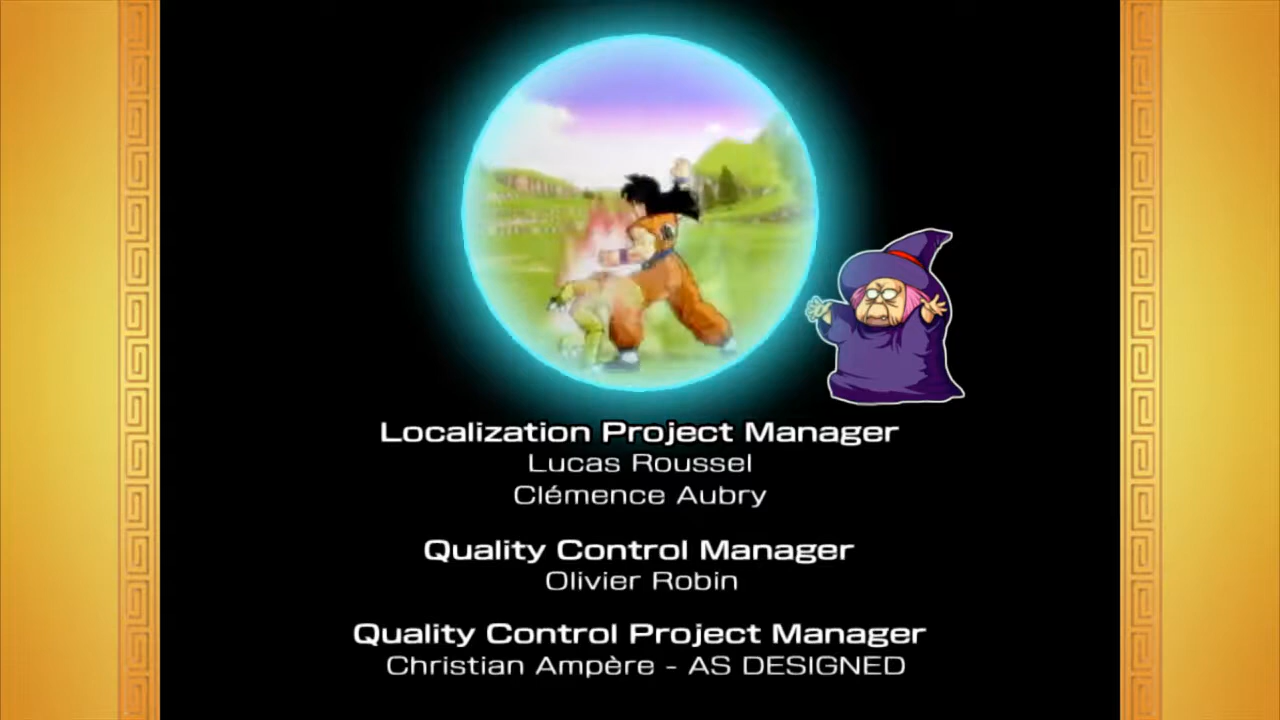 Localization Project Manager
Lucas Roussel
Clémence Aubry
Quality Control Manager
Olivier Robin
Quality Control Project Manager
Christian Ampère - AS DESIGNED